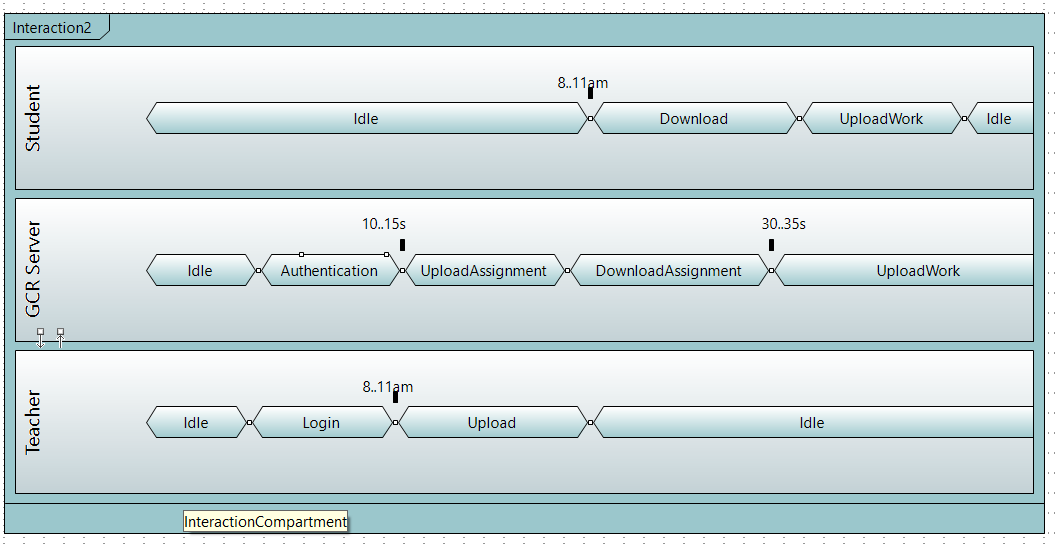 Interaction2
Student
8..11am
Idle
Download
UploadWork
Idle
GCR Server
10..15s
30..35s
Idle
Authentication
UploadAssignment
DownloadAssignment
UploadWork
Teacher
8..11am
Idle
Login
Upload
Idle
InteractionCompartment